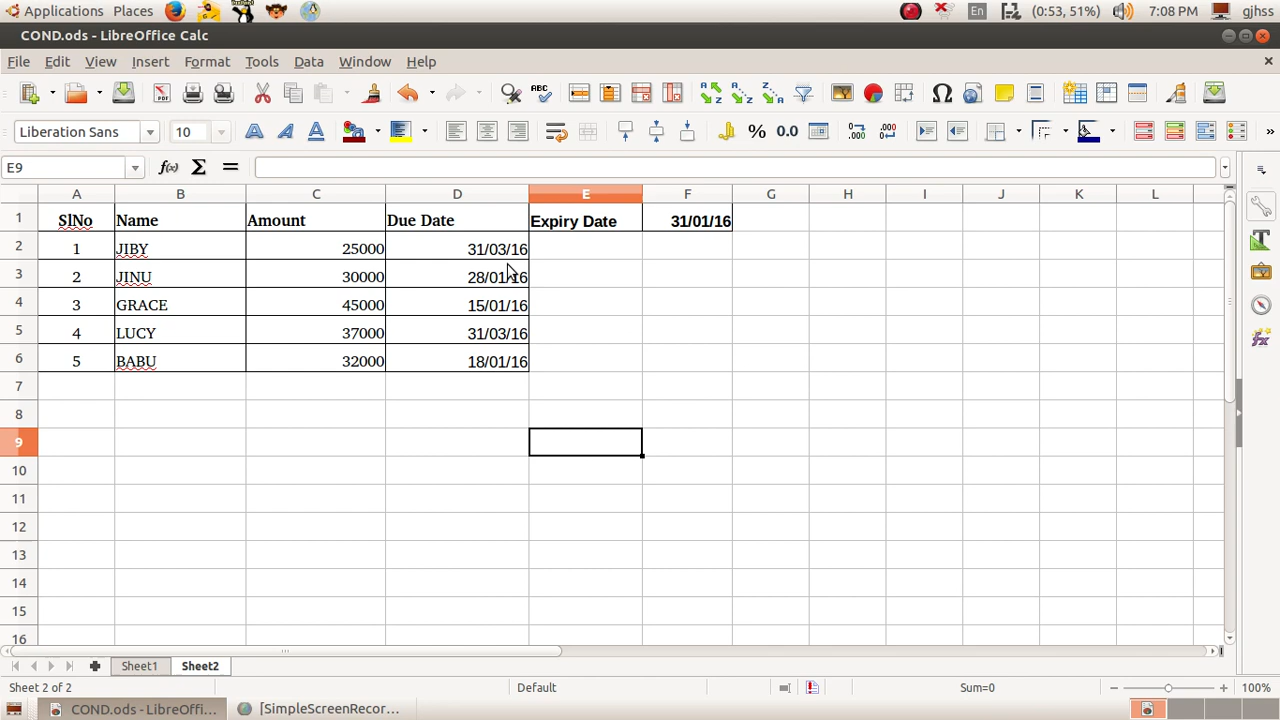 Applications Places En (0:53, 51%) 7:08 PM gjhss
COND.ods - LibreOffice Calc
File Edit View Insert Format Tools Data Window Help
Liberation Sans 10
E9
A B C D E F G H I J K L
1 SlNo Name Amount Due Date Expiry Date 31/01/16
2 1 JIBY 25000 31/03/16
3 2 JINU 30000 28/01/16
4 3 GRACE 45000 15/01/16
5 4 LUCY 37000 31/03/16
6 5 BABU 32000 18/01/16
7
8
9
10
11
12
13
14
15
16
Sheet1 Sheet2
Sheet 2 of 2 Default Sum=0 100%
COND.ods - LibreOffi... [SimpleScreenRecor...